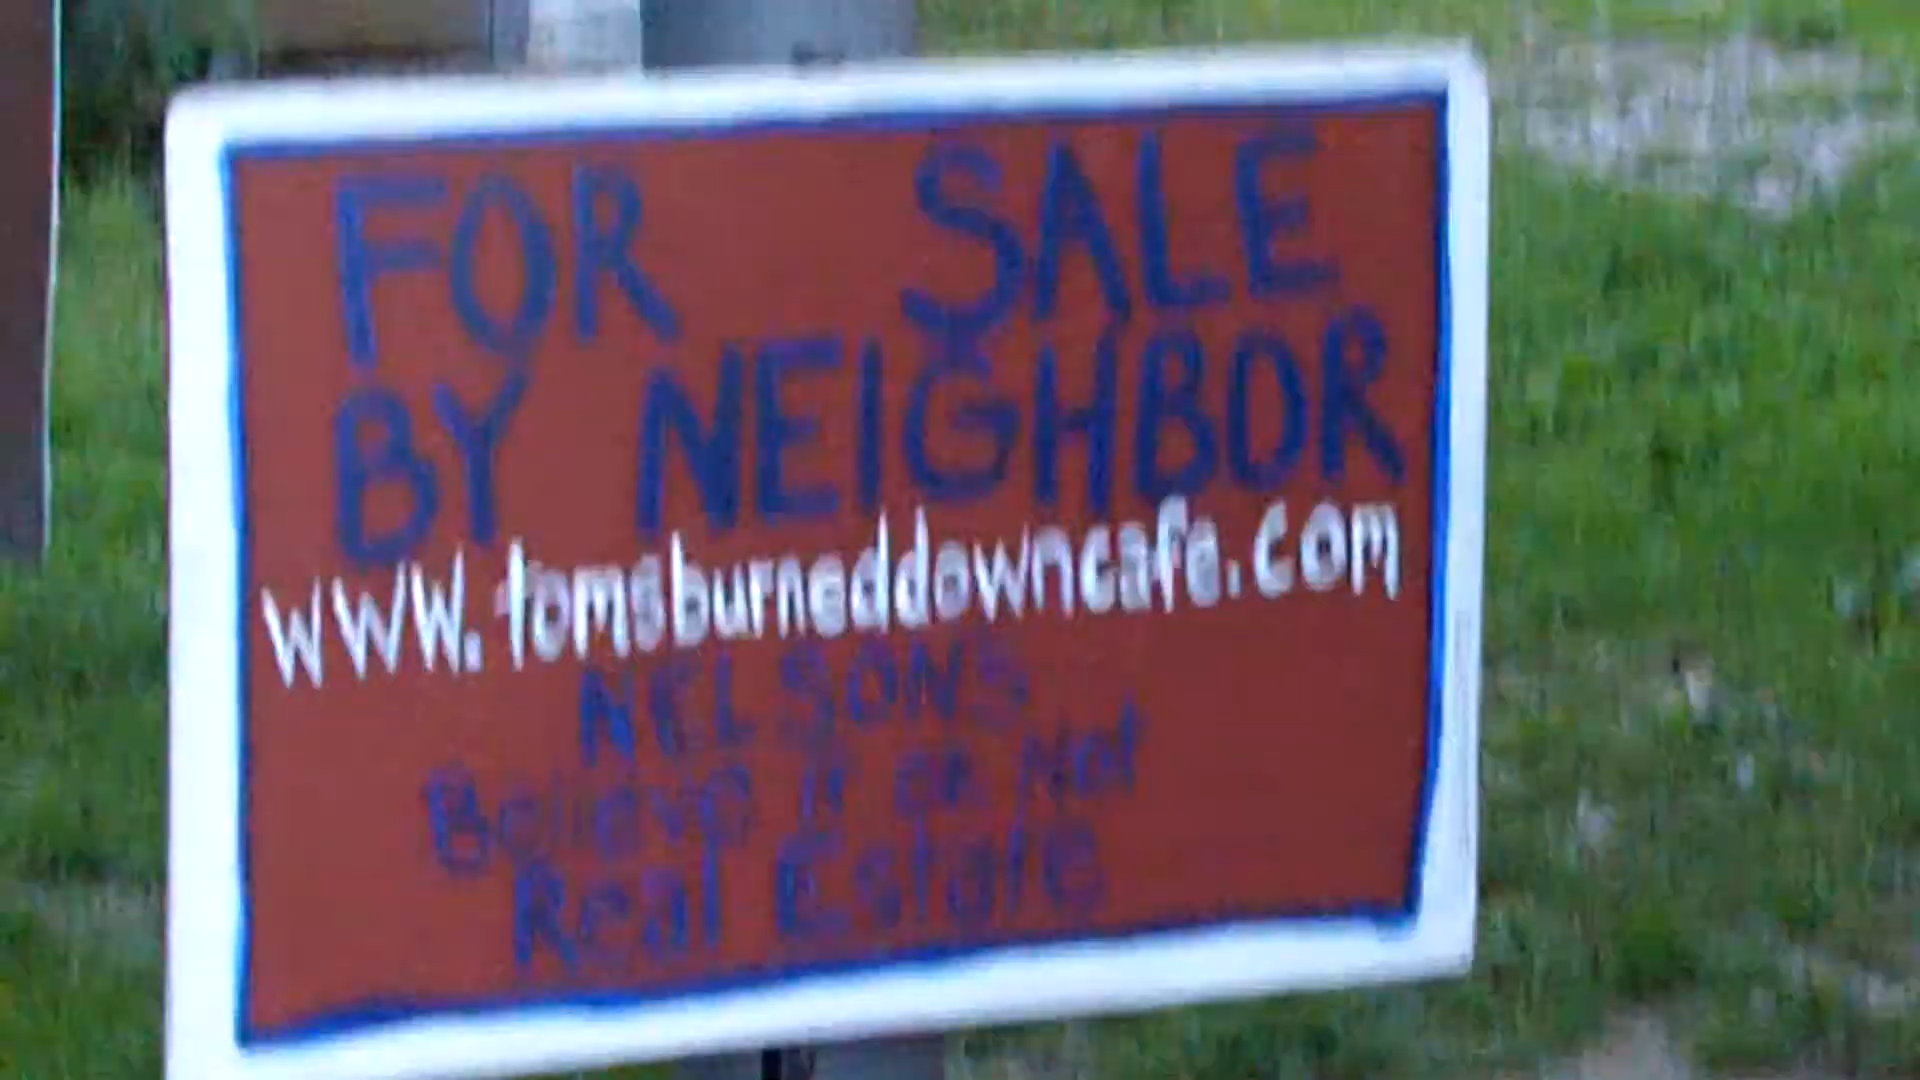 FOR SALE
BY NEIGHBOR
www.tomsburneddowncafe.com
NELSONS
Believe it or Not
Real Estate